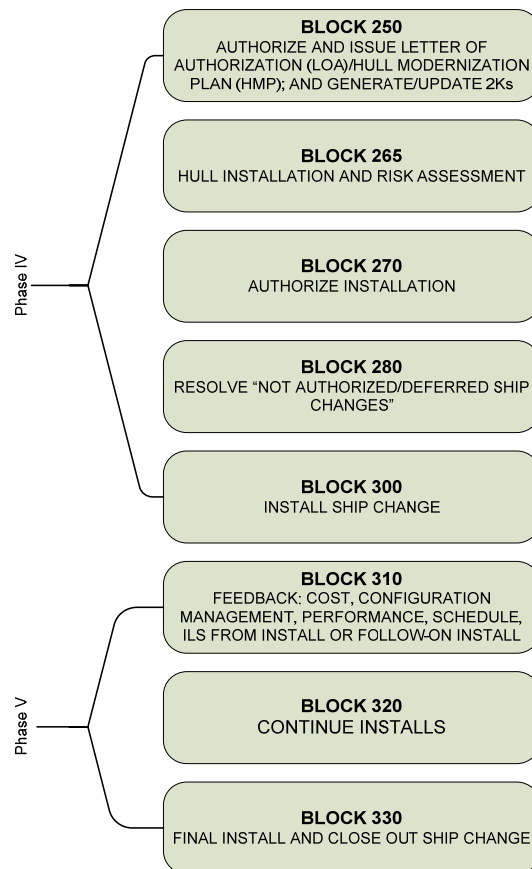 BLOCK 250
AUTHORIZE AND ISSUE LETTER OF
AUTHORIZATION (LOA)/HULL MODERNIZATION
PLAN (HMP); AND GENERATE/UPDATE 2Ks
BLOCK 265
HULL INSTALLATION AND RISK ASSESSMENT
Phase IV
BLOCK 270
AUTHORIZE INSTALLATION
BLOCK 280
RESOLVE “NOT AUTHORIZED/DEFERRED SHIP
CHANGES”
BLOCK 300
INSTALL SHIP CHANGE
BLOCK 310
FEEDBACK: COST, CONFIGURATION
MANAGEMENT, PERFORMANCE, SCHEDULE,
ILS FROM INSTALL OR FOLLOW-ON INSTALL
Phase V
BLOCK 320
CONTINUE INSTALLS
BLOCK 330
FINAL INSTALL AND CLOSE OUT SHIP CHANGE